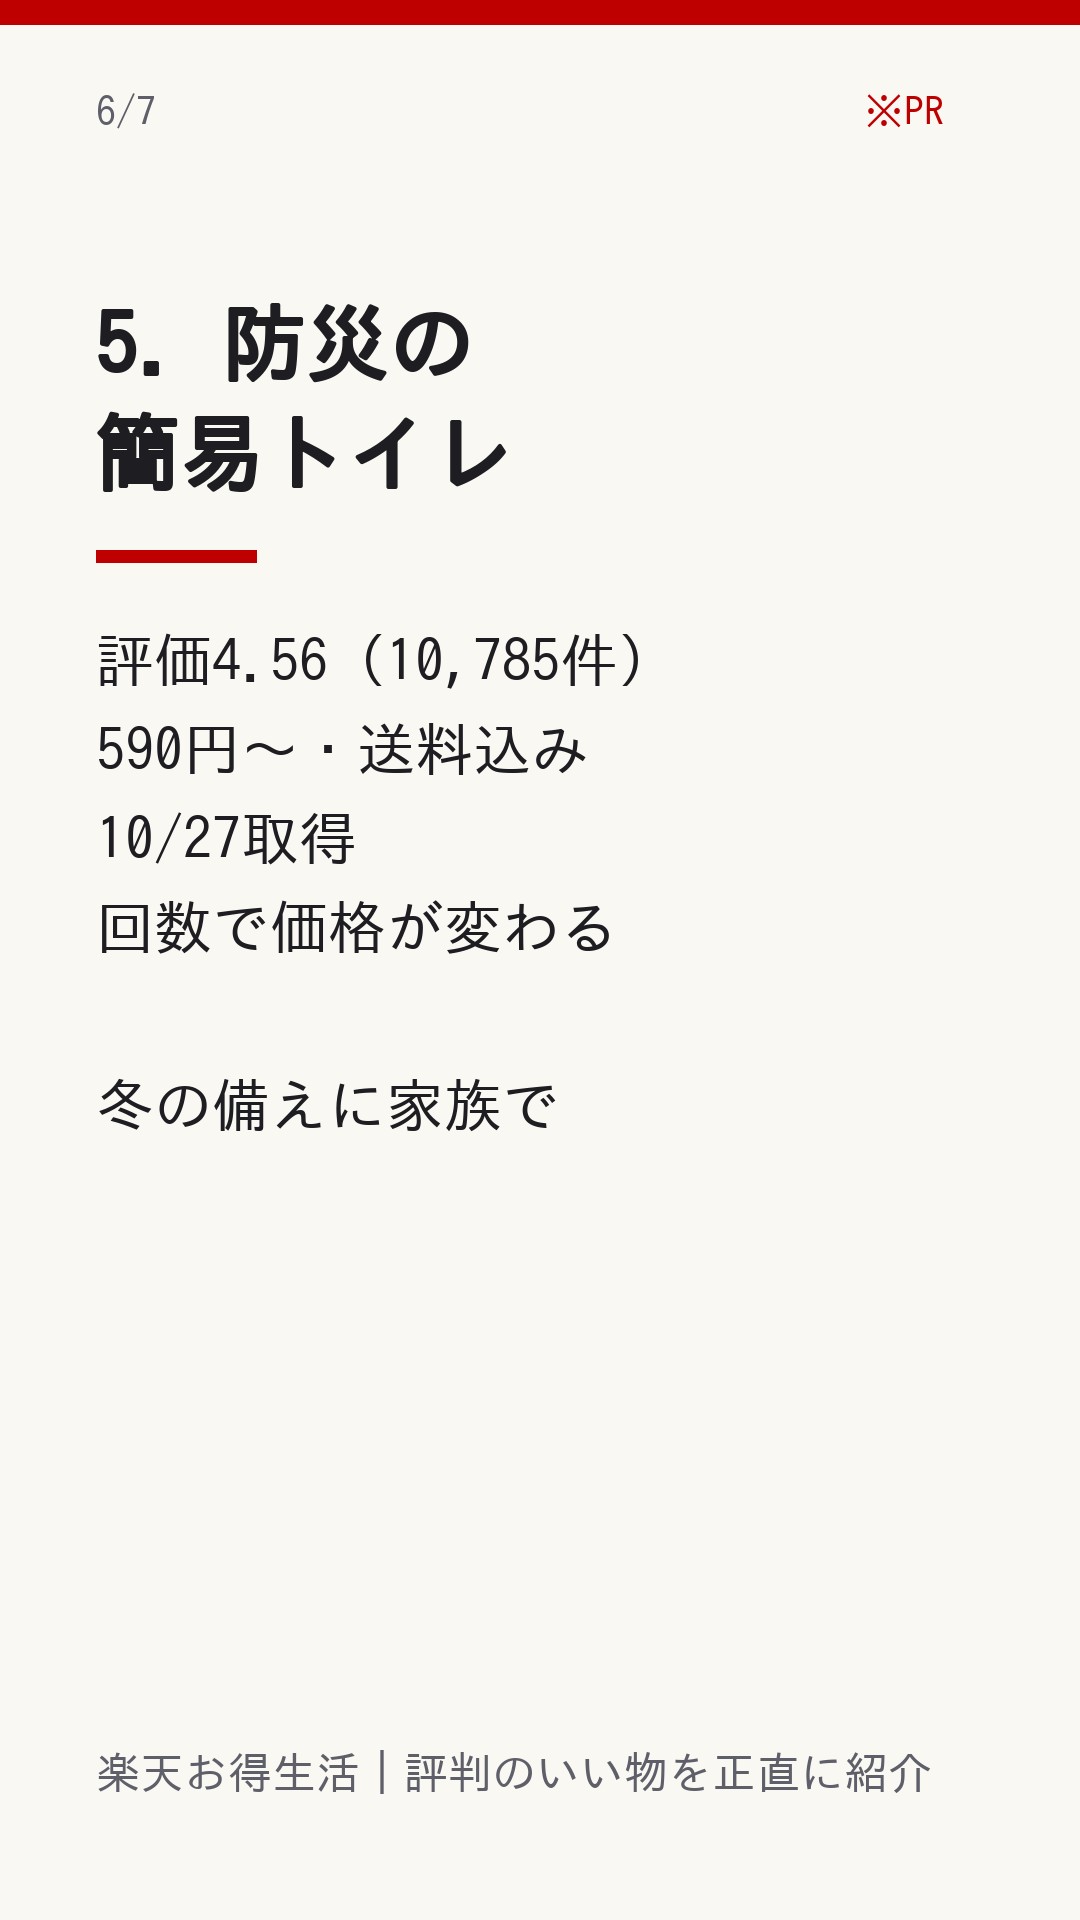 6/7
※PR
5. 防災の
簡易トイレ
評価4.56（10,785件）
590円〜・送料込み
10/27取得
回数で価格が変わる
冬の備えに家族で
楽天お得生活｜評判のいい物を正直に紹介